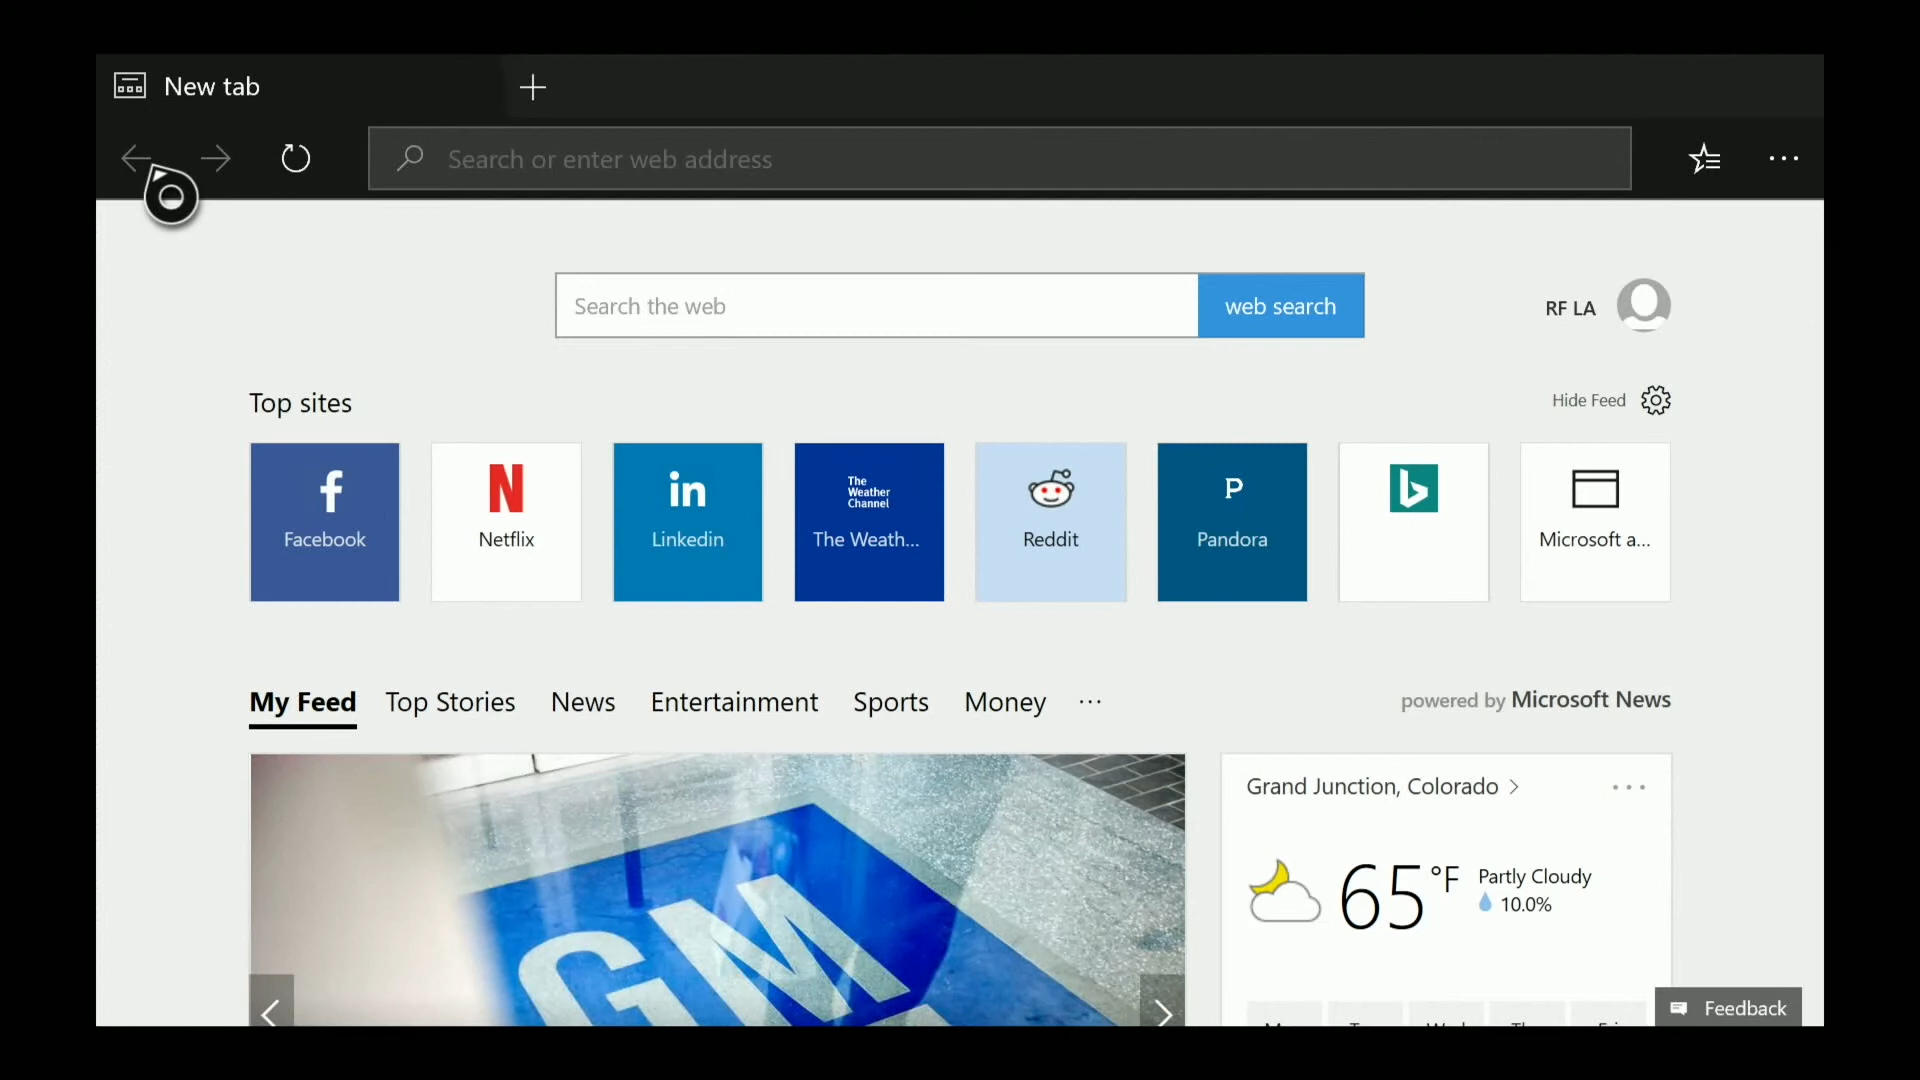 New tab
Search or enter web address
Search the web
web search
RF LA
Top sites
Hide Feed
f
Facebook
N
Netflix
in
Linkedin
The
Weather
Channel
The Weath...
Reddit
P
Pandora
b
Microsoft a...
My Feed
Top Stories
News
Entertainment
Sports
Money
powered by Microsoft News
GM
Grand Junction, Colorado
65 °F
Partly Cloudy
10.0%
Feedback